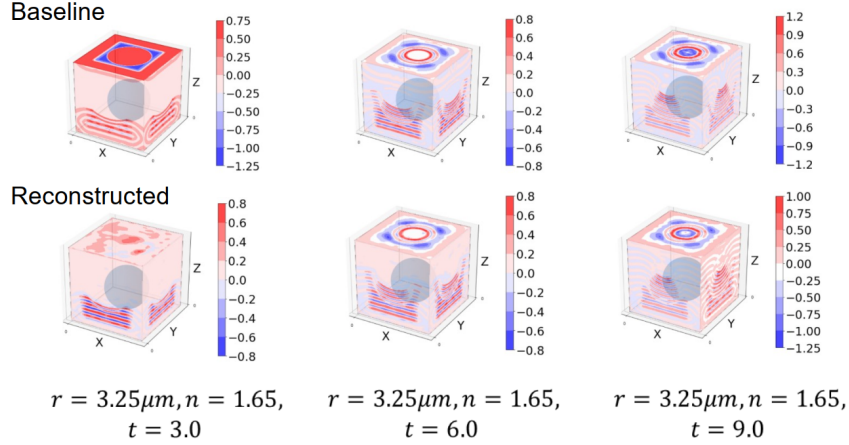 Baseline
0.75
0.50
0.25
0.00
−0.25
−0.50
−0.75
−1.00
−1.25
X
Y
Z
0.8
0.6
0.4
0.2
0.0
−0.2
−0.4
−0.6
−0.8
X
Y
Z
1.2
0.9
0.6
0.3
0.0
−0.3
−0.6
−0.9
−1.2
X
Y
Z
Reconstructed
0.8
0.6
0.4
0.2
0.0
−0.2
−0.4
−0.6
−0.8
X
Y
Z
0.8
0.6
0.4
0.2
0.0
−0.2
−0.4
−0.6
−0.8
X
Y
Z
1.00
0.75
0.50
0.25
0.00
−0.25
−0.50
−0.75
−1.00
−1.25
X
Y
Z
r = 3.25μm, n = 1.65,
t = 3.0
r = 3.25μm, n = 1.65,
t = 6.0
r = 3.25μm, n = 1.65,
t = 9.0